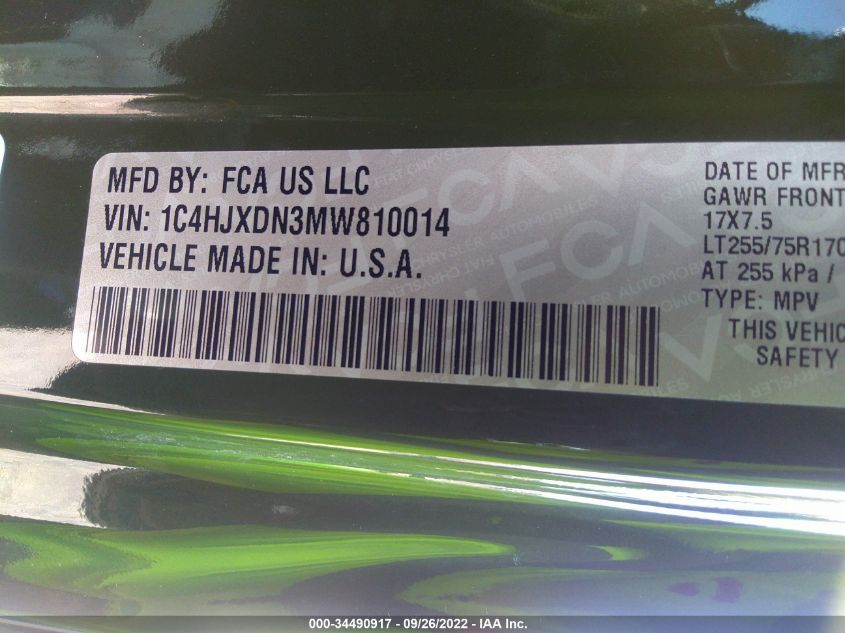 MFD BY: FCA US LLC
VIN: 1C4HJXDN3MW810014
VEHICLE MADE IN: U.S.A.
DATE OF MFR
GAWR FRONT
17X7.5
LT255/75R17C
AT 255 kPa /
TYPE: MPV
THIS VEHIC
SAFETY
000-34490917 - 09/26/2022 - IAA Inc.